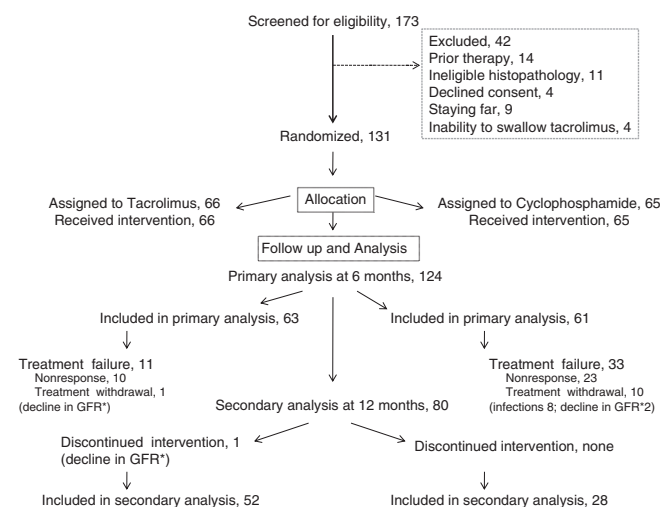 Screened for eligibility, 173
Excluded, 42
Prior therapy, 14
Ineligible histopathology, 11
Declined consent, 4
Staying far, 9
Inability to swallow tacrolimus, 4
Randomized, 131
Allocation
Assigned to Tacrolimus, 66
Received intervention, 66
Assigned to Cyclophosphamide, 65
Received intervention, 65
Follow up and Analysis
Primary analysis at 6 months, 124
Included in primary analysis, 63
Included in primary analysis, 61
Treatment failure, 11
Nonresponse, 10
Treatment withdrawal, 1
(decline in GFR*)
Treatment failure, 33
Nonresponse, 23
Treatment withdrawal, 10
(infections 8; decline in GFR*2)
Secondary analysis at 12 months, 80
Discontinued intervention, 1
(decline in GFR*)
Discontinued intervention, none
Included in secondary analysis, 52
Included in secondary analysis, 28